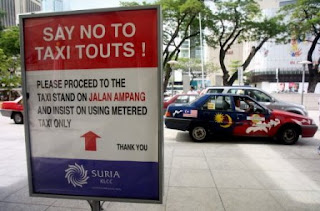 SAY NO TO
TAXI TOUTS !
PLEASE PROCEED TO THE
TAXI STAND ON JALAN AMPANG
AND INSIST ON USING METERED
TAXI ONLY
THANK YOU
SURIA
KLCC